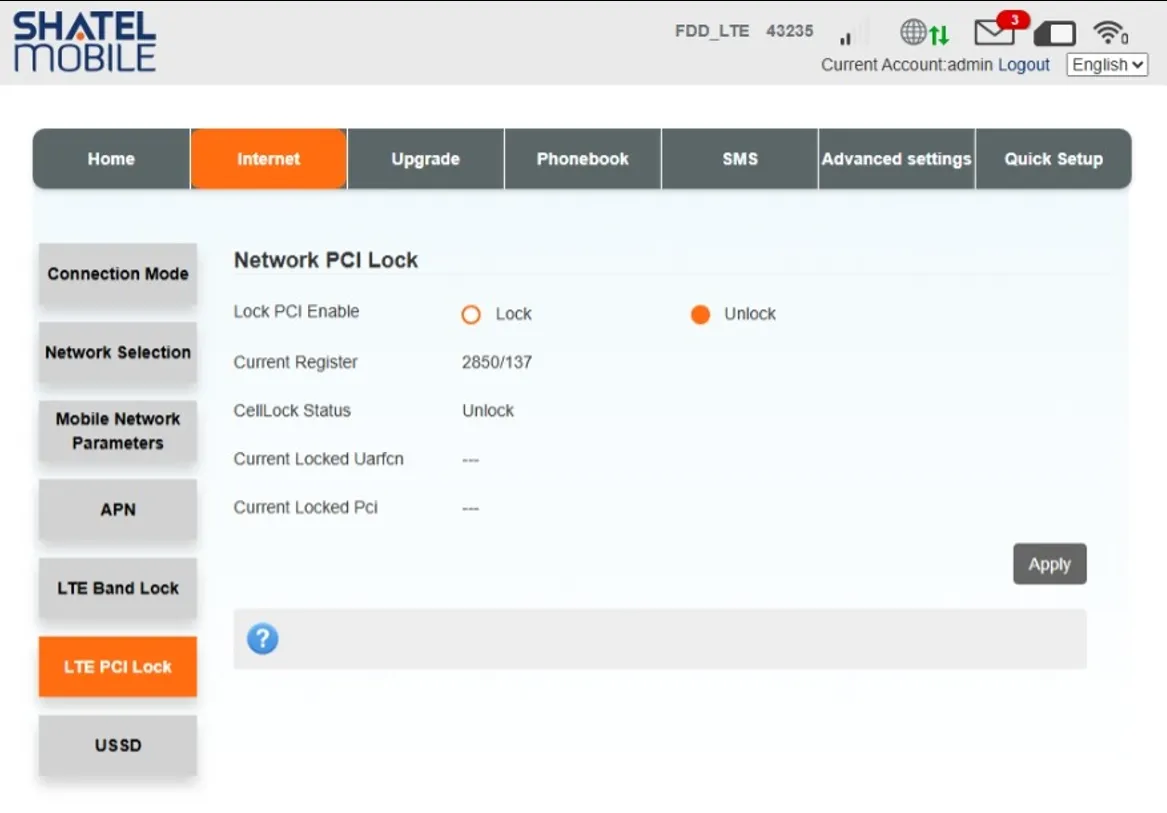 SHATEL
MOBILE
FDD_LTE 43235
3
0
Current Account:admin Logout English
Home Internet Upgrade Phonebook SMS Advanced settings Quick Setup
Connection Mode
Network Selection
Mobile Network
Parameters
APN
LTE Band Lock
LTE PCI Lock
USSD
Network PCI Lock
Lock PCI Enable Lock Unlock
Current Register 2850/137
CellLock Status Unlock
Current Locked Uarfcn ---
Current Locked Pci ---
Apply
?